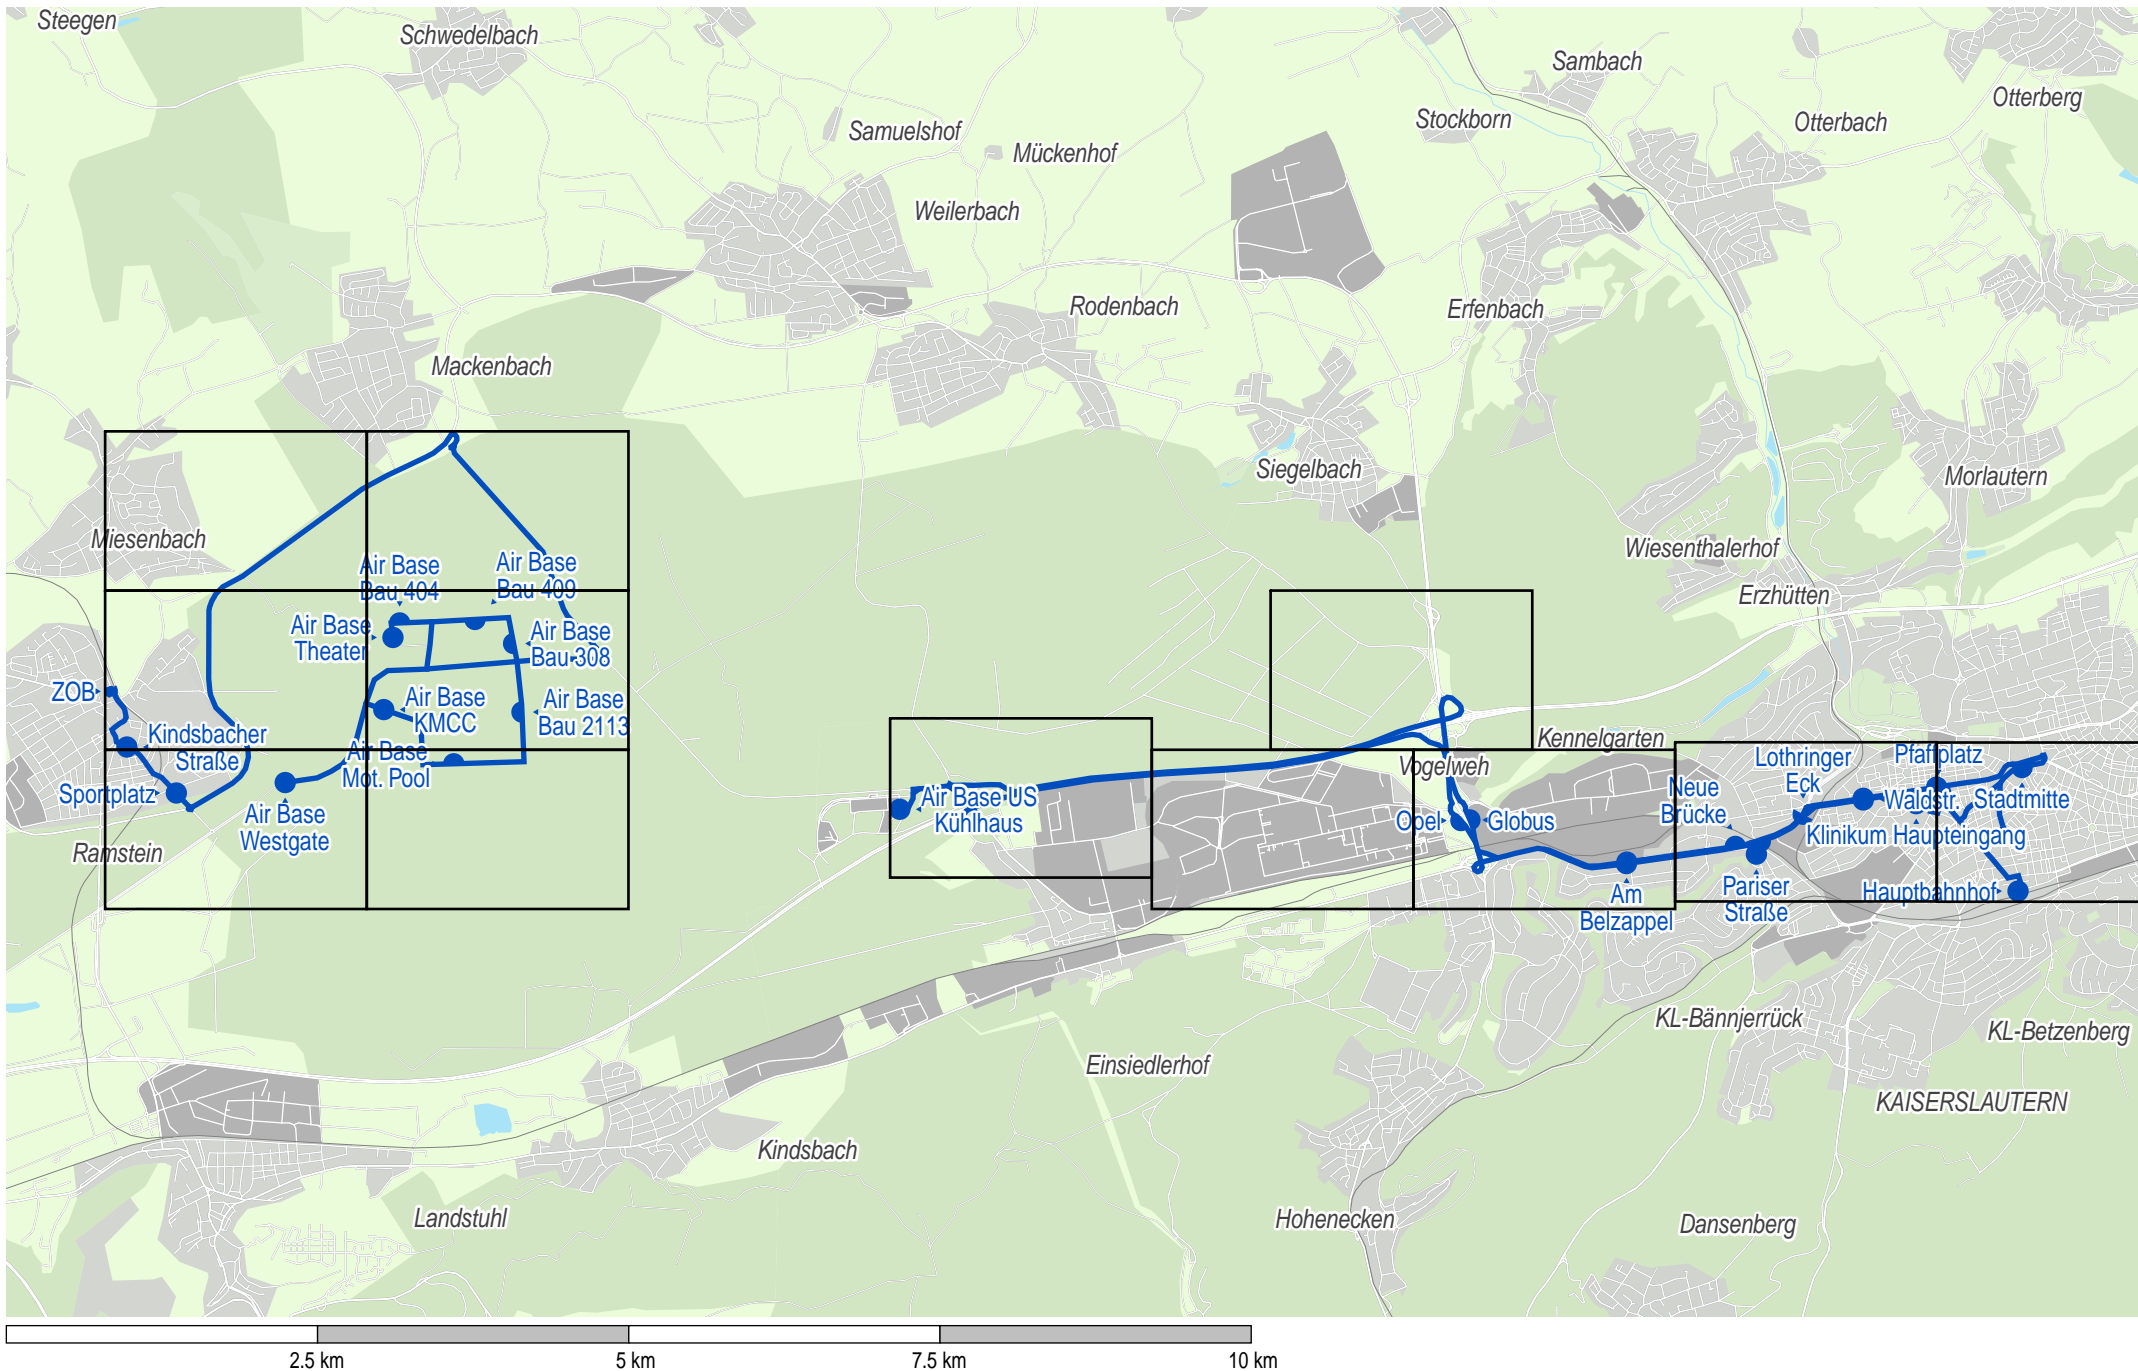 Steegen
Schwedelbach
Sambach
Otterberg
Stockborn
Otterbach
Samuelshof
Mückenhof
Weilerbach
Rodenbach
Erfenbach
Mackenbach
Siegelbach
Morlautern
Miesenbach
Wiesenthalerhof
Erzhütten
Air Base
Bau 404
Air Base
Bau 409
Air Base
Theater
Air Base
Bau 308
ZOB
Air Base
KMCC
Air Base
Bau 2113
Kindsbacher
Straße
Air Base
Mot. Pool
Sportplatz
Air Base
Westgate
Ramstein
Air Base US
Kühlhaus
Kennelgarten
Vogelweh
Opel
Globus
Lothringer
Eck
Pfaffplatz
Neue
Brücke
Waldstr.
Stadtmitte
Klinikum Haupteingang
Am
Belzappel
Pariser
Straße
Hauptbahnhof
KL-Bännjerrück
KL-Betzenberg
Einsiedlerhof
KAISERSLAUTERN
Kindsbach
Landstuhl
Hohenecken
Dansenberg
2.5 km
5 km
7.5 km
10 km